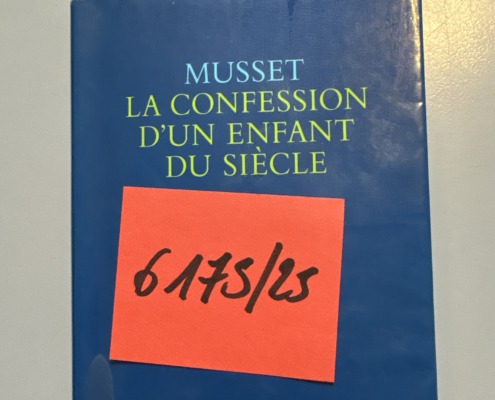 MUSSET
LA CONFESSION
D'UN ENFANT
DU SIÈCLE
6175/25